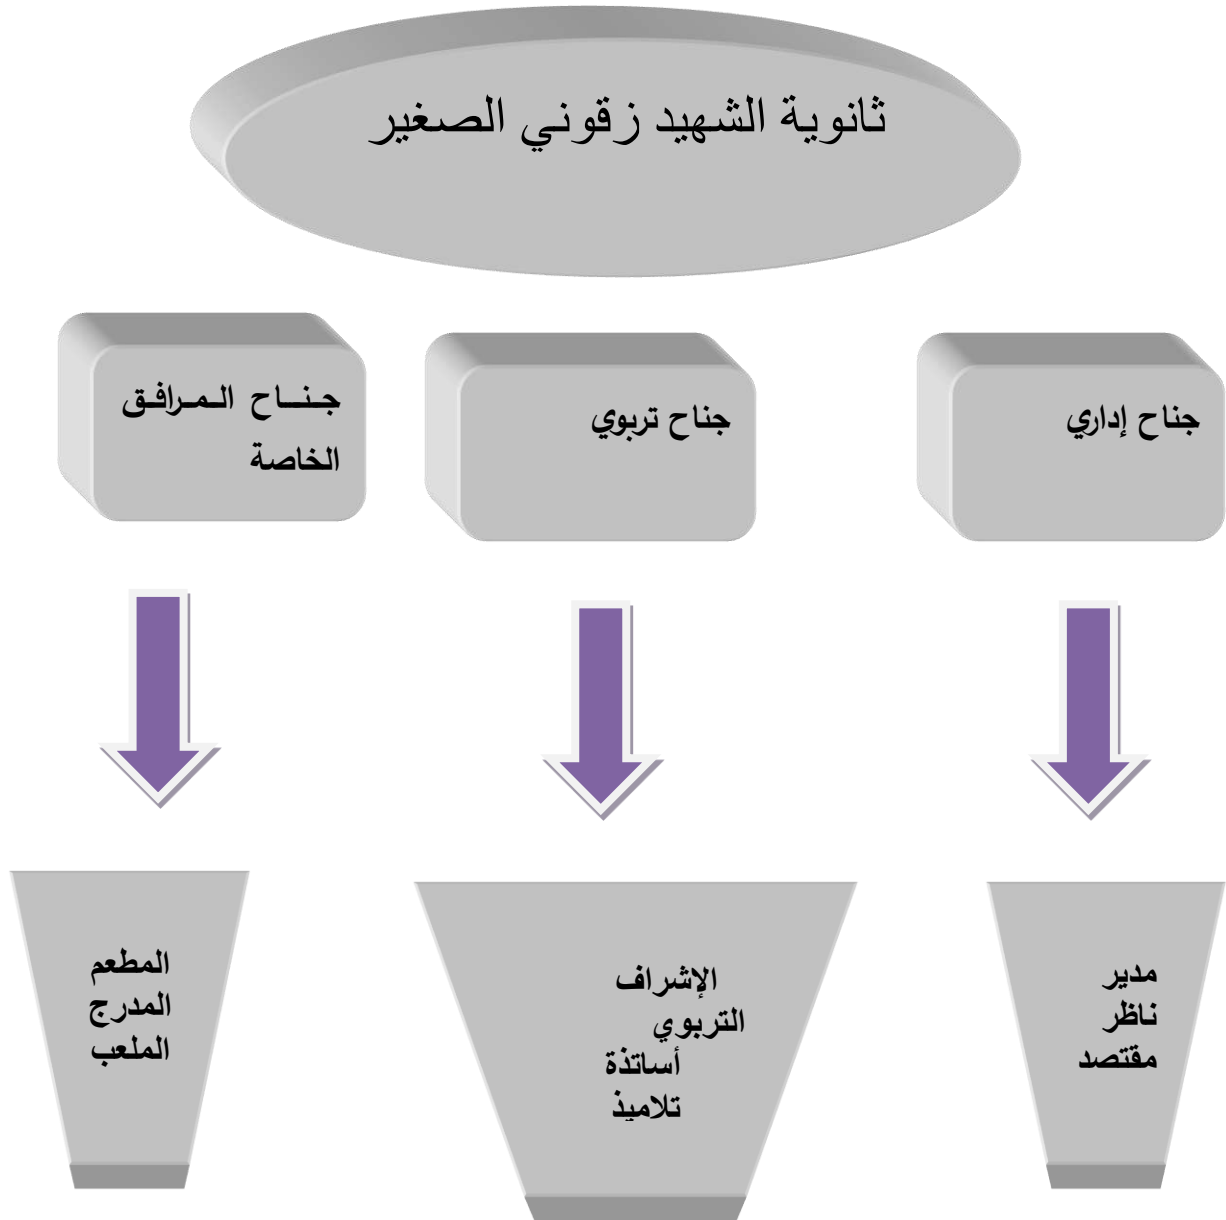 ثانوية الشهيد زقوني الصغير
جناح إداري
جناح تربوي
جناح المرافق
الخاصة
مدير
ناظر
مقتصد
الإشراف
التربوي
أساتذة
تلاميذ
المطعم
المدرج
الملعب